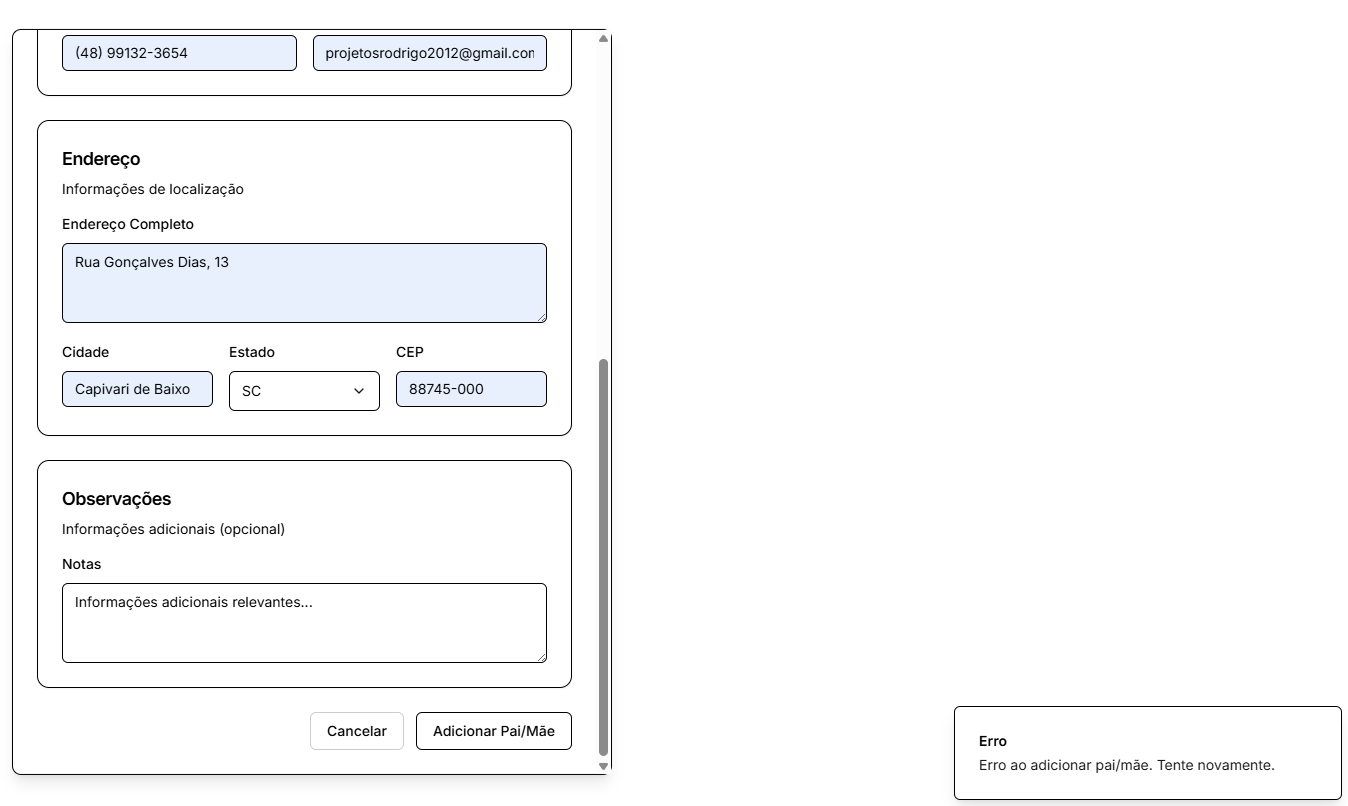 (48) 99132-3654
projetosrodrigo2012@gmail.con
Endereço
Informações de localização
Endereço Completo
Rua Gonçalves Dias, 13
Cidade
Estado
CEP
Capivari de Baixo
SC
88745-000
Observações
Informações adicionais (opcional)
Notas
Informações adicionais relevantes...
Cancelar
Adicionar Pai/Mãe
Erro
Erro ao adicionar pai/mãe. Tente novamente.